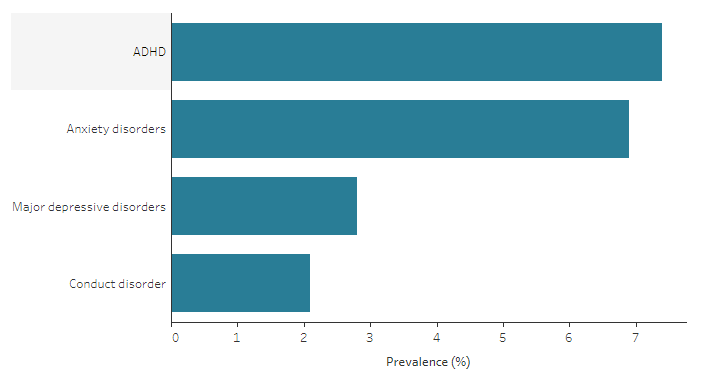 ADHD
Anxiety disorders
Major depressive disorders
Conduct disorder
0 1 2 3 4 5 6 7
Prevalence (%)